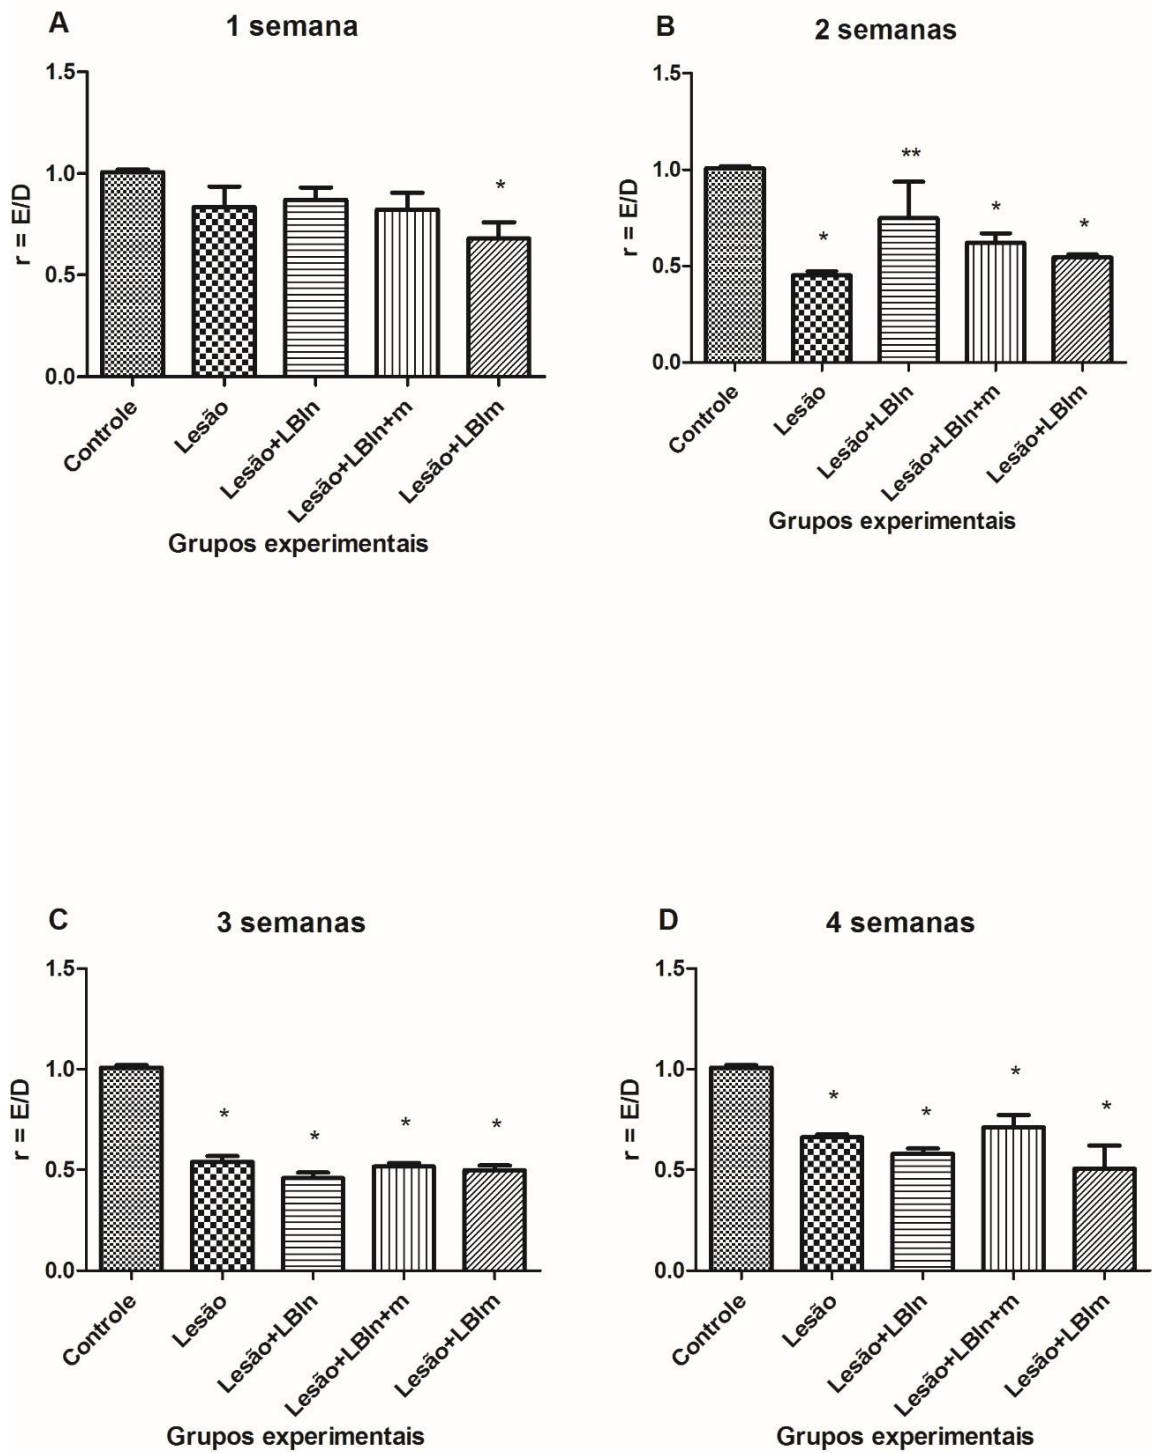 A
1 semana
1.5
1.0
0.5
0.0
r = E/D
*
Controle
Lesão
Lesão+LBIn
Lesão+LBIn+m
Lesão+LBIm
Grupos experimentais
B
2 semanas
1.5
1.0
0.5
0.0
r = E/D
*
**
*
*
Controle
Lesão
Lesão+LBIn
Lesão+LBIn+m
Lesão+LBIm
Grupos experimentais
C
3 semanas
1.5
1.0
0.5
0.0
r = E/D
*
*
*
*
Controle
Lesão
Lesão+LBIn
Lesão+LBIn+m
Lesão+LBIm
Grupos experimentais
D
4 semanas
1.5
1.0
0.5
0.0
r = E/D
*
*
*
*
Controle
Lesão
Lesão+LBIn
Lesão+LBIn+m
Lesão+LBIm
Grupos experimentais